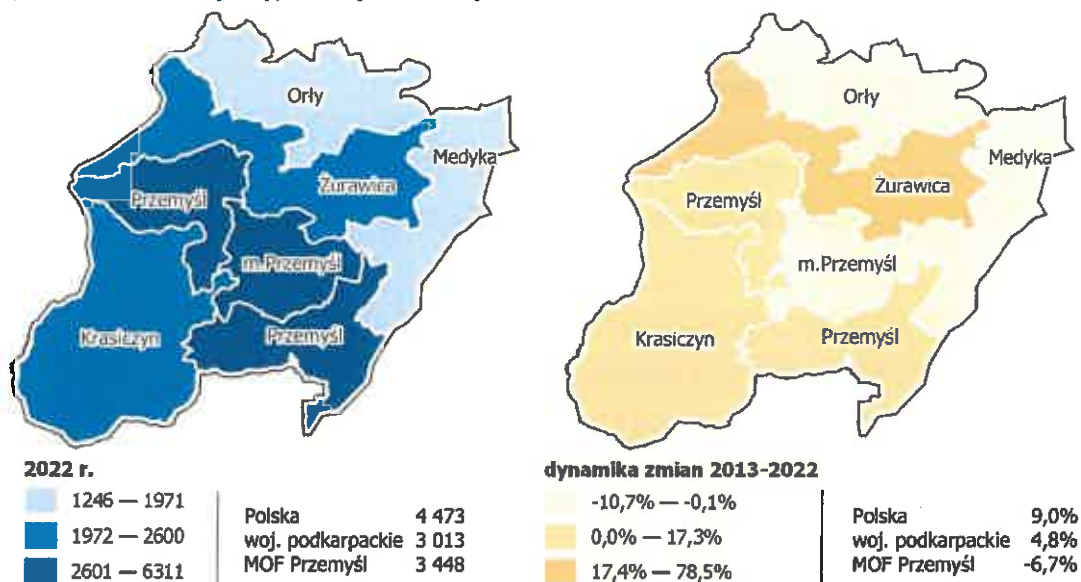 Orły
Medyka
Żurawica
Przemyśl
m.Przemyśl
Krasiczyn
Przemyśl
2022 r.
1246 — 1971
1972 — 2600
2601 — 6311
Polska 4 473
woj. podkarpackie 3 013
MOF Przemyśl 3 448
Orły
Medyka
Żurawica
Przemyśl
m.Przemyśl
Krasiczyn
Przemyśl
dynamika zmian 2013-2022
-10,7% — -0,1%
0,0% — 17,3%
17,4% — 78,5%
Polska 9,0%
woj. podkarpackie 4,8%
MOF Przemyśl -6,7%